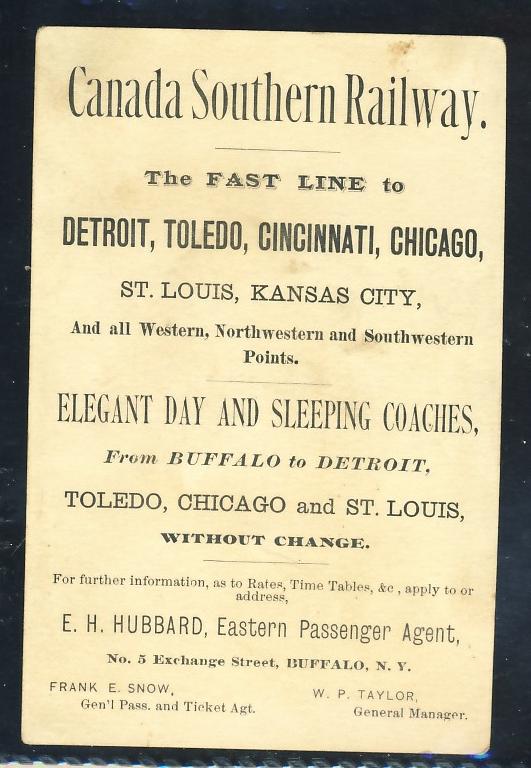 Canada Southern Railway.
The FAST LINE to
DETROIT, TOLEDO, CINCINNATI, CHICAGO,
ST. LOUIS, KANSAS CITY,
And all Western, Northwestern and Southwestern
Points.
ELEGANT DAY AND SLEEPING COACHES,
From BUFFALO to DETROIT,
TOLEDO, CHICAGO and ST. LOUIS,
WITHOUT CHANGE.
For further information, as to Rates, Time Tables, &c , apply to or
address,
E. H. HUBBARD, Eastern Passenger Agent,
No. 5 Exchange Street, BUFFALO, N. Y.
FRANK E. SNOW,
Gen'l Pass. and Ticket Agt.
W. P. TAYLOR,
General Manager.